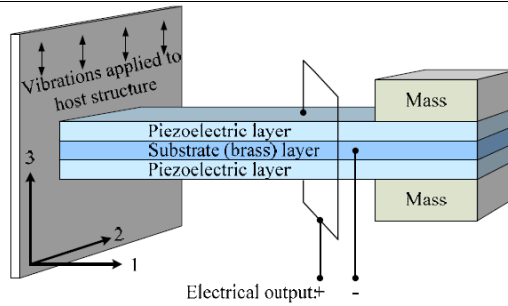 Vibrations applied to
host structure
Mass
Piezoelectric layer
Substrate (brass) layer
Piezoelectric layer
Mass
3
2
1
Electrical output:+ -